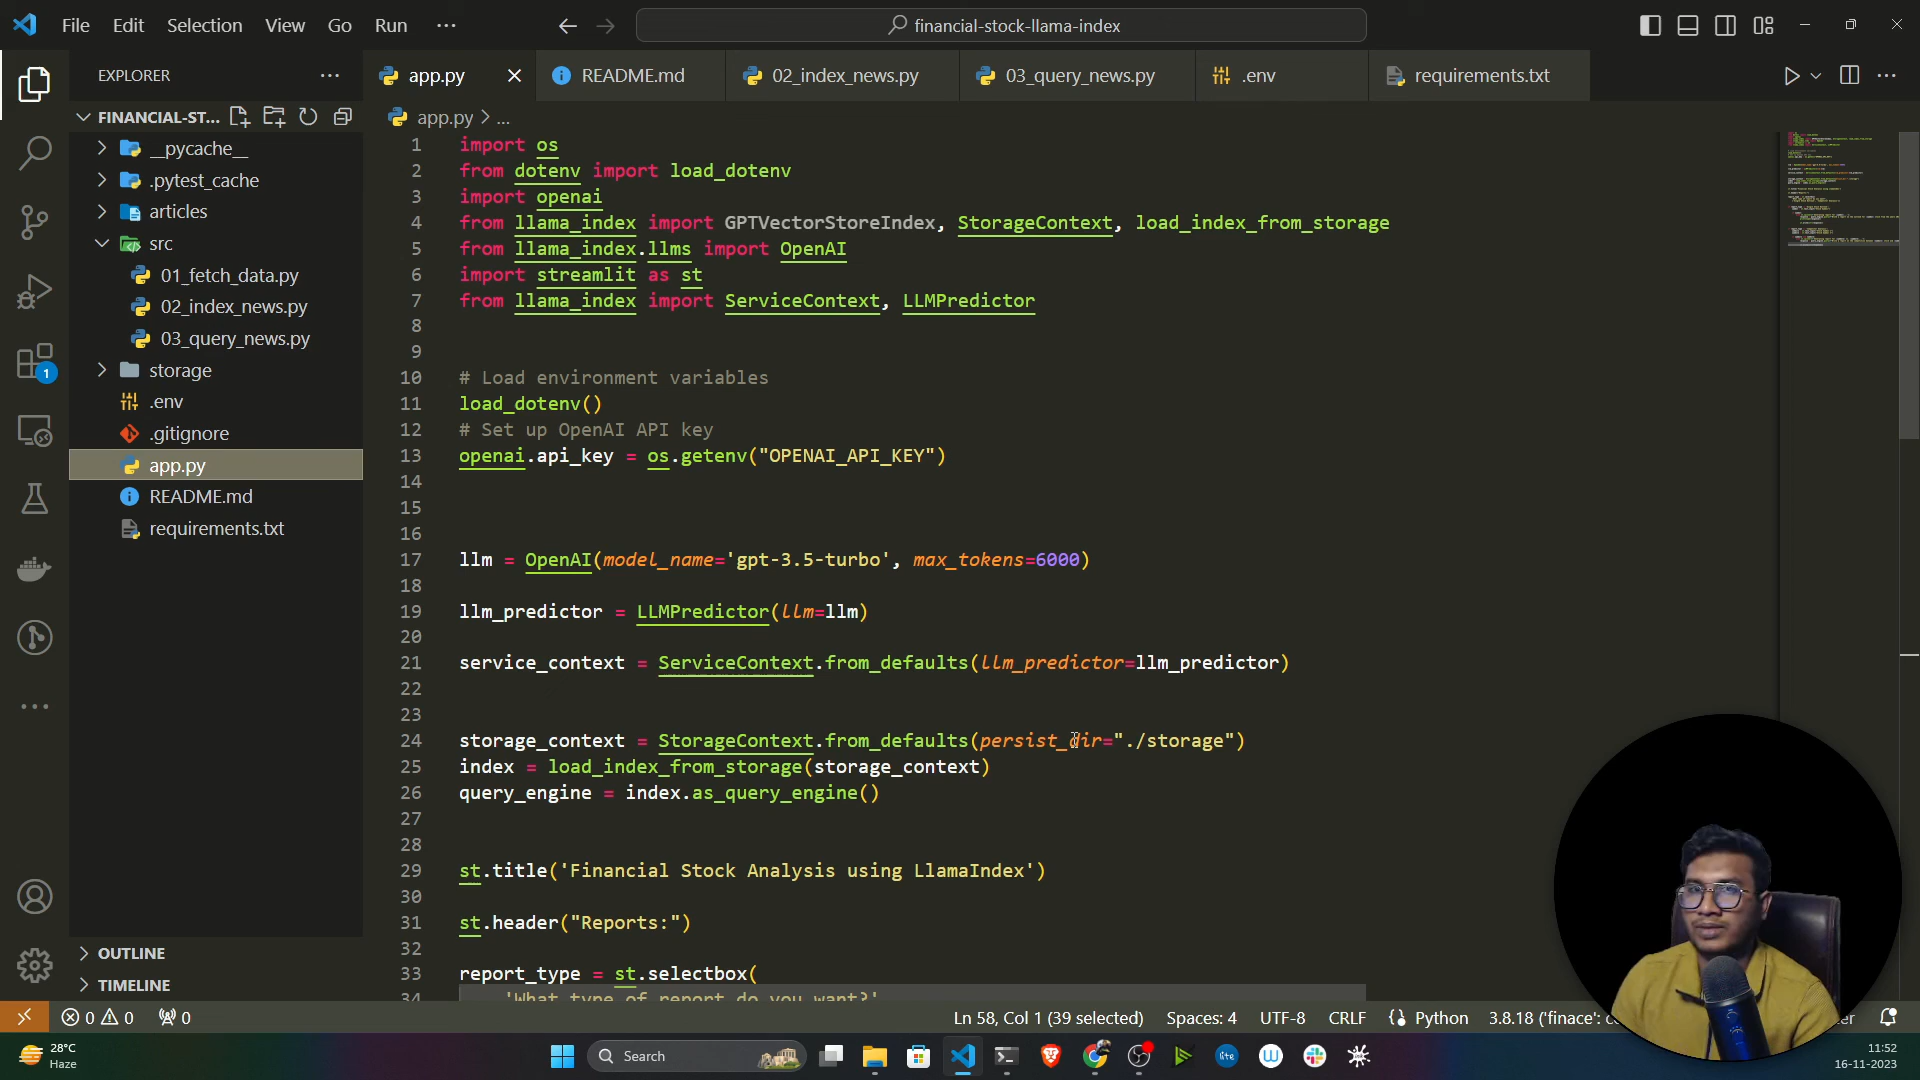 File Edit Selection View Go Run ...
financial-stock-llama-index
EXPLORER
app.py
README.md
02_index_news.py
03_query_news.py
.env
requirements.txt
FINANCIAL-ST...
__pycache__
.pytest_cache
articles
src
01_fetch_data.py
02_index_news.py
03_query_news.py
storage
.env
.gitignore
app.py
README.md
requirements.txt
OUTLINE
TIMELINE
1
app.py > ...
1 import os
2 from dotenv import load_dotenv
3 import openai
4 from llama_index import GPTVectorStoreIndex, StorageContext, load_index_from_storage
5 from llama_index.llms import OpenAI
6 import streamlit as st
7 from llama_index import ServiceContext, LLMPredictor
8
9
10 # Load environment variables
11 load_dotenv()
12 # Set up OpenAI API key
13 openai.api_key = os.getenv("OPENAI_API_KEY")
14
15
16
17 llm = OpenAI(model_name='gpt-3.5-turbo', max_tokens=6000)
18
19 llm_predictor = LLMPredictor(llm=llm)
20
21 service_context = ServiceContext.from_defaults(llm_predictor=llm_predictor)
22
23
24 storage_context = StorageContext.from_defaults(persist_dir="./storage")
25 index = load_index_from_storage(storage_context)
26 query_engine = index.as_query_engine()
27
28
29 st.title('Financial Stock Analysis using LlamaIndex')
30
31 st.header("Reports:")
32
33 report_type = st.selectbox(
34 'What type of report do you want?'
0 0 0
Ln 58, Col 1 (39 selected) Spaces: 4 UTF-8 CRLF Python 3.8.18 ('finace':
28°C
Haze
Search
lite
11:52
16-11-2023